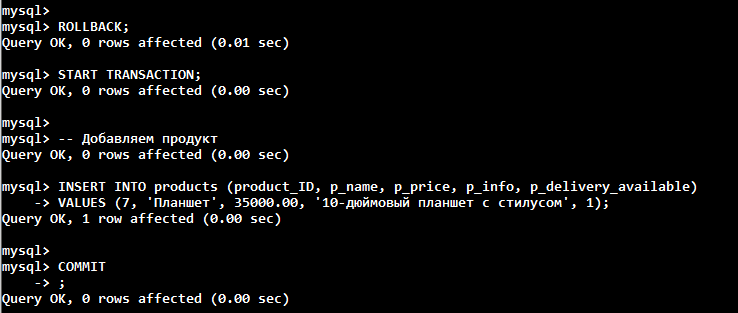 mysql>
mysql> ROLLBACK;
Query OK, 0 rows affected (0.01 sec)
mysql> START TRANSACTION;
Query OK, 0 rows affected (0.00 sec)
mysql>
mysql> -- Добавляем продукт
Query OK, 0 rows affected (0.00 sec)
mysql> INSERT INTO products (product_ID, p_name, p_price, p_info, p_delivery_available)
-> VALUES (7, 'Планшет', 35000.00, '10-дюймовый планшет с стилусом', 1);
Query OK, 1 row affected (0.00 sec)
mysql>
mysql> COMMIT
-> ;
Query OK, 0 rows affected (0.00 sec)